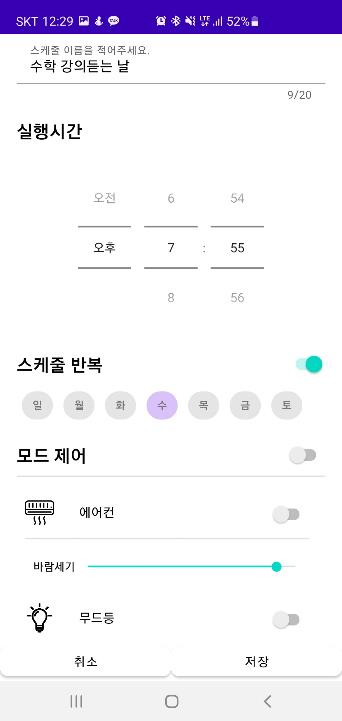 SKT 12:29 LTE 52%
스케줄 이름을 적어주세요.
수학 강의듣는 날
9/20
실행시간
오전 6 54
오후 7 : 55
8 56
스케줄 반복
일 월 화 수 목 금 토
모드 제어
에어컨
바람세기
무드등
취소 저장